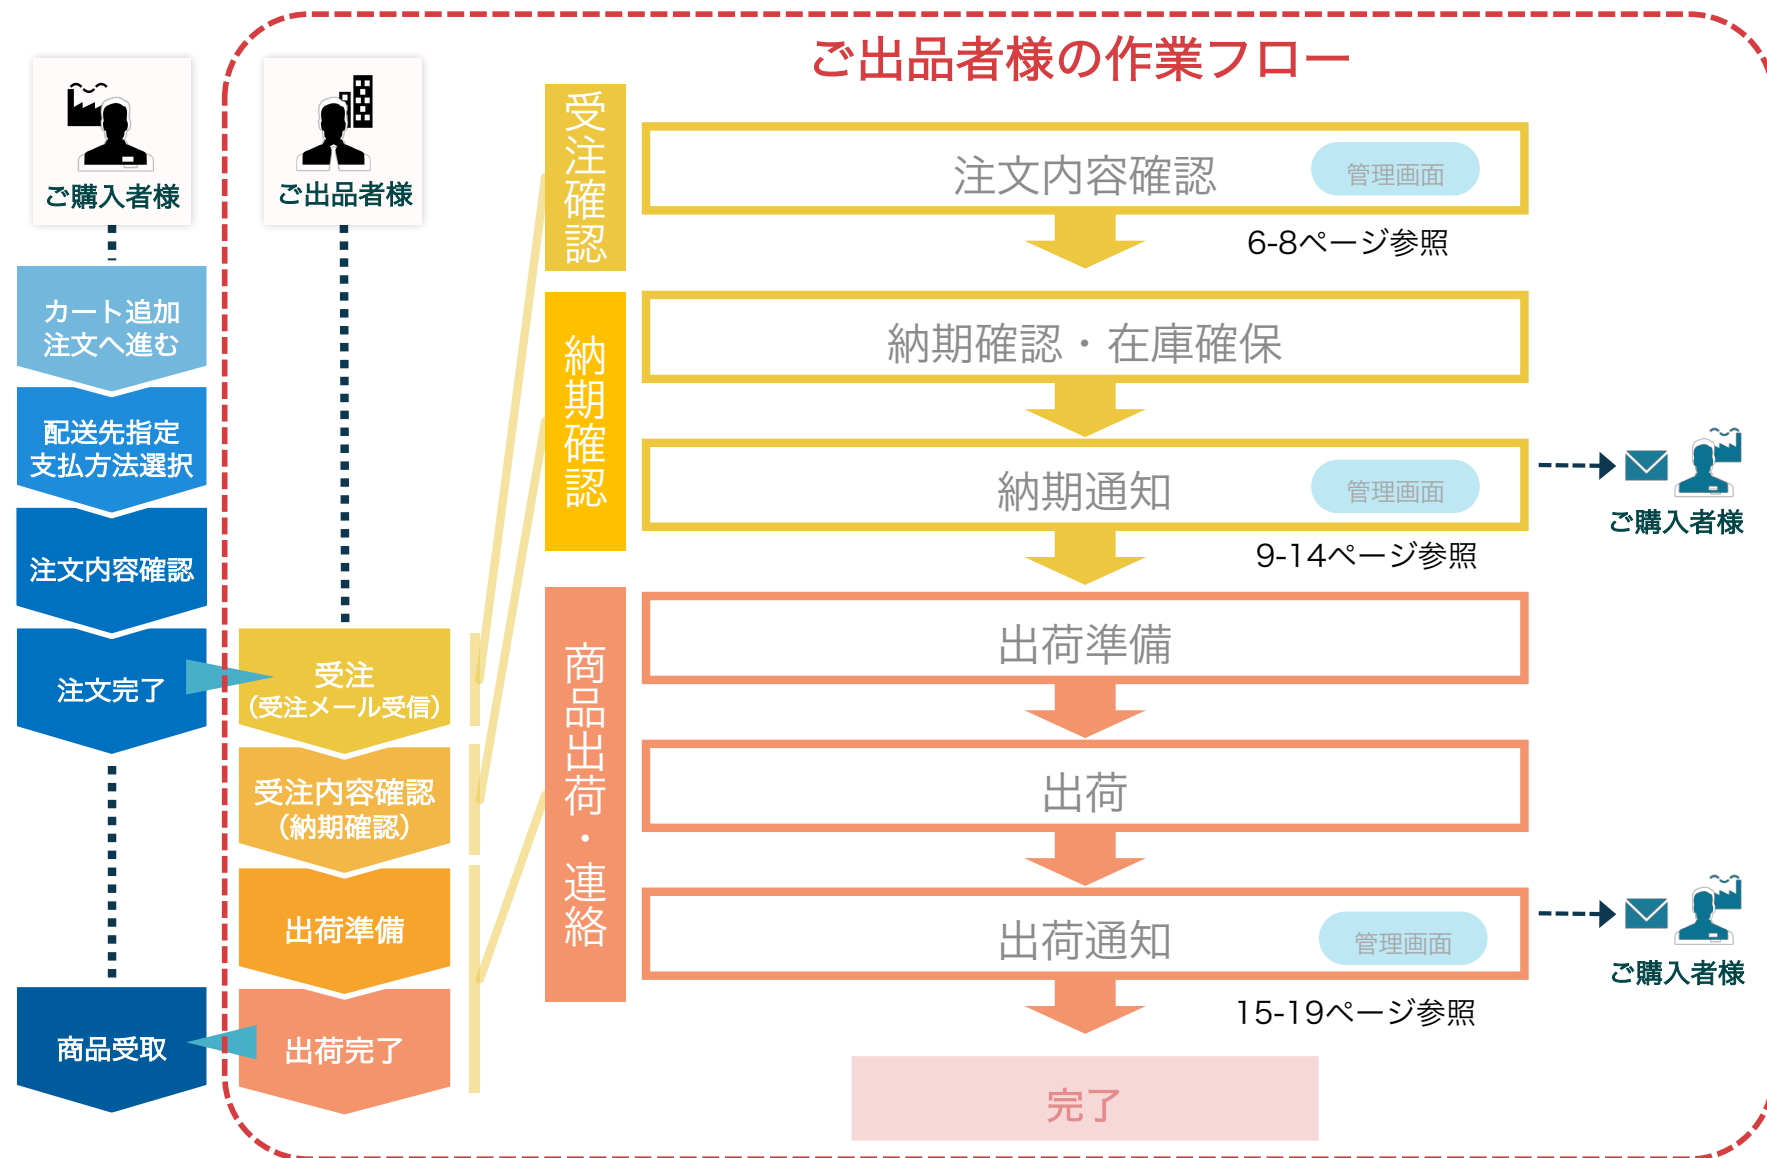 ご出品者様の作業フロー
ご購入者様
カート追加
注文へ進む
配送先指定
支払方法選択
注文内容確認
注文完了
商品受取
ご出品者様
受注
（受注メール受信）
受注内容確認
（納期確認）
出荷準備
出荷完了
受注確認
注文内容確認
管理画面
6-8ページ参照
納期確認
納期確認・在庫確保
納期通知
管理画面
9-14ページ参照
ご購入者様
商品出荷・連絡
出荷準備
出荷
出荷通知
管理画面
15-19ページ参照
ご購入者様
完了